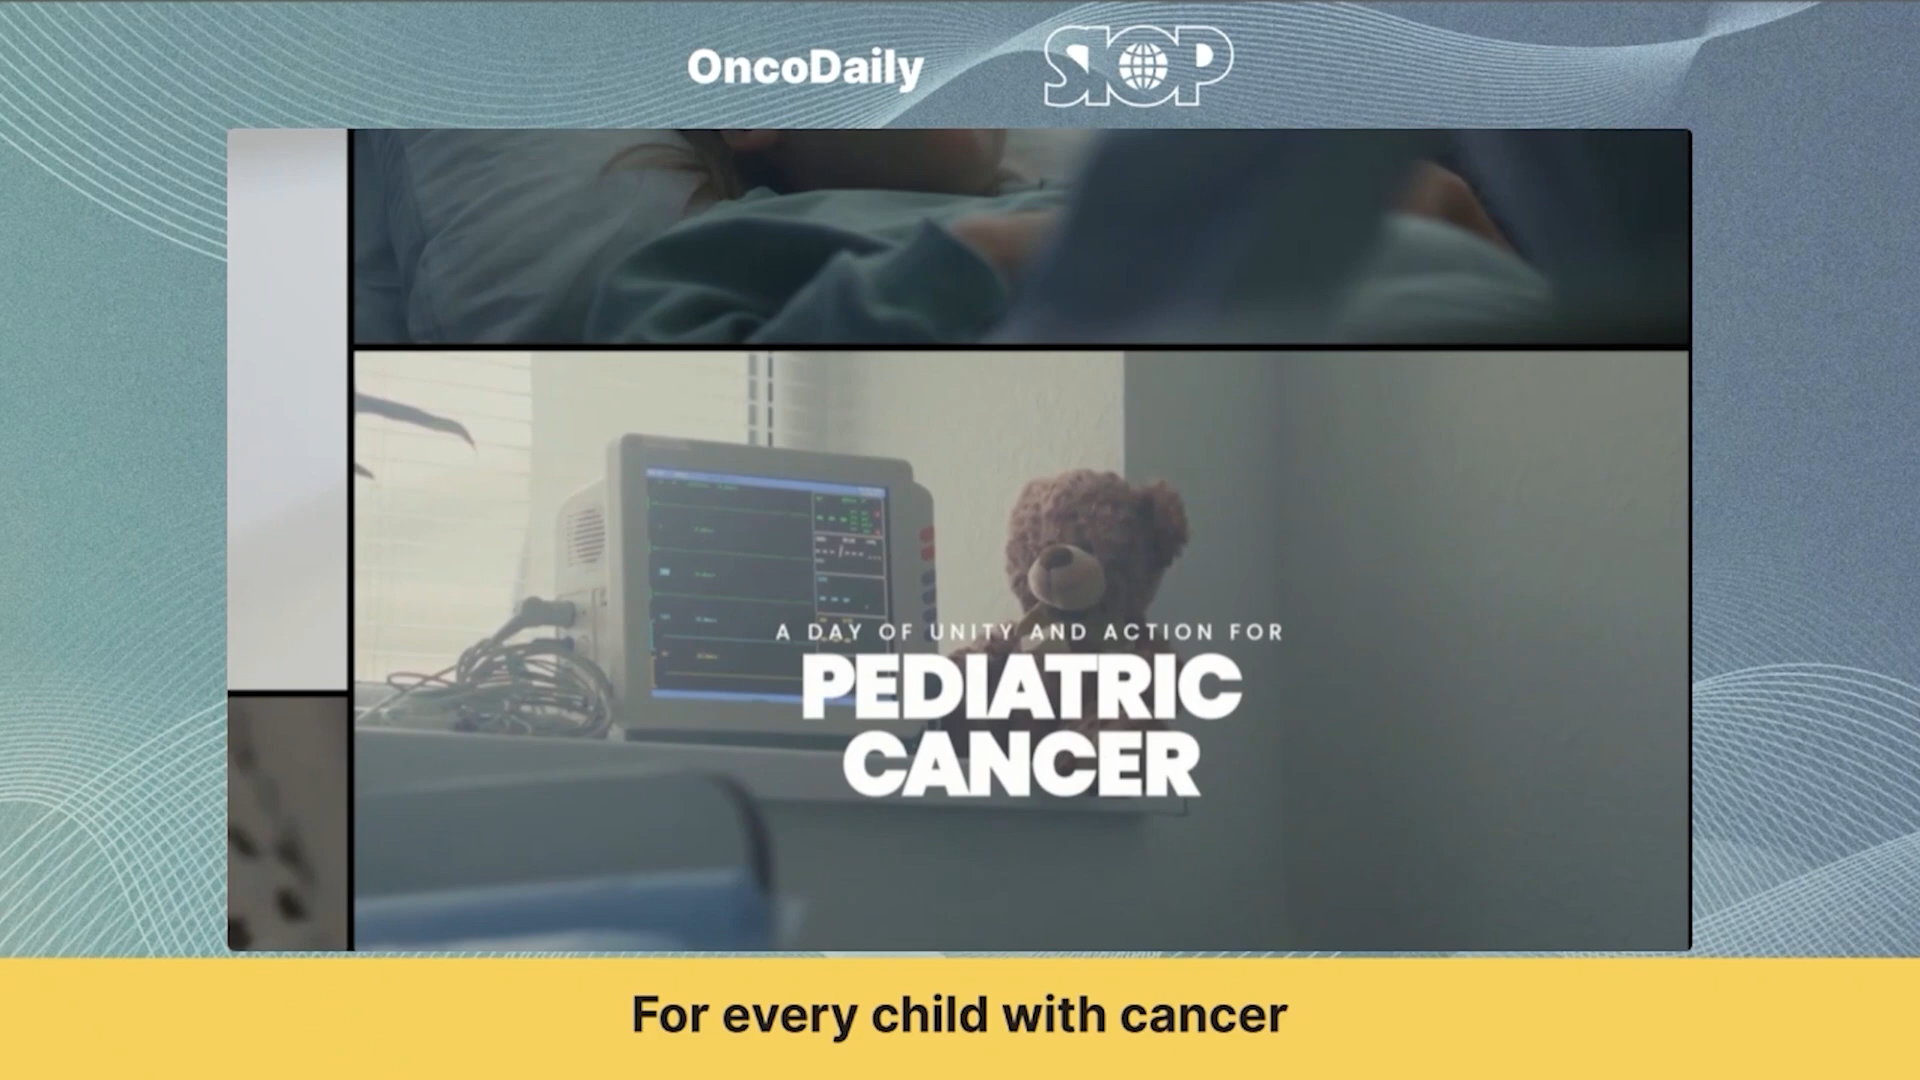 OncoDaily
SIOP
A DAY OF UNITY AND ACTION FOR
PEDIATRIC
CANCER
For every child with cancer